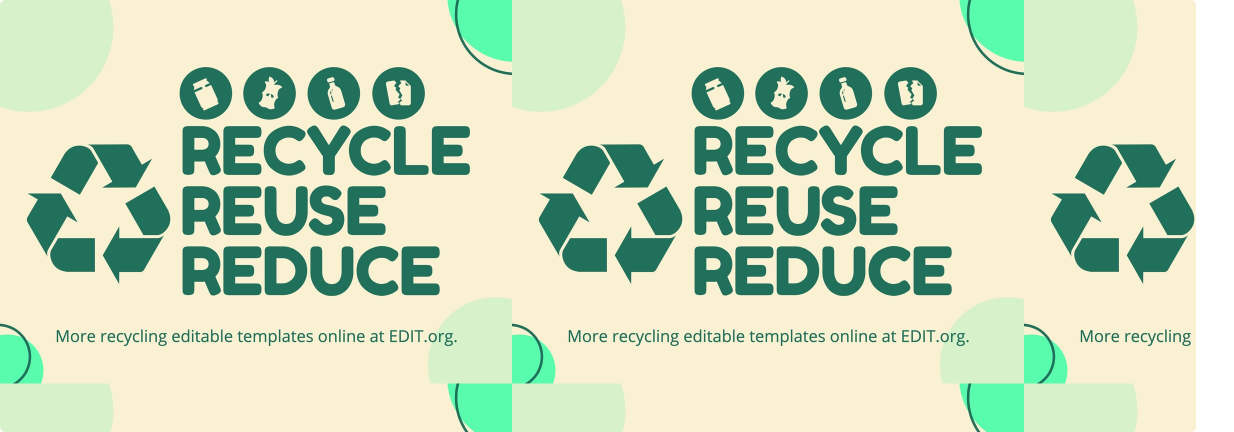 RECYCLE
REUSE
REDUCE
More recycling editable templates online at EDIT.org.
RECYCLE
REUSE
REDUCE
More recycling editable templates online at EDIT.org.
More recycling